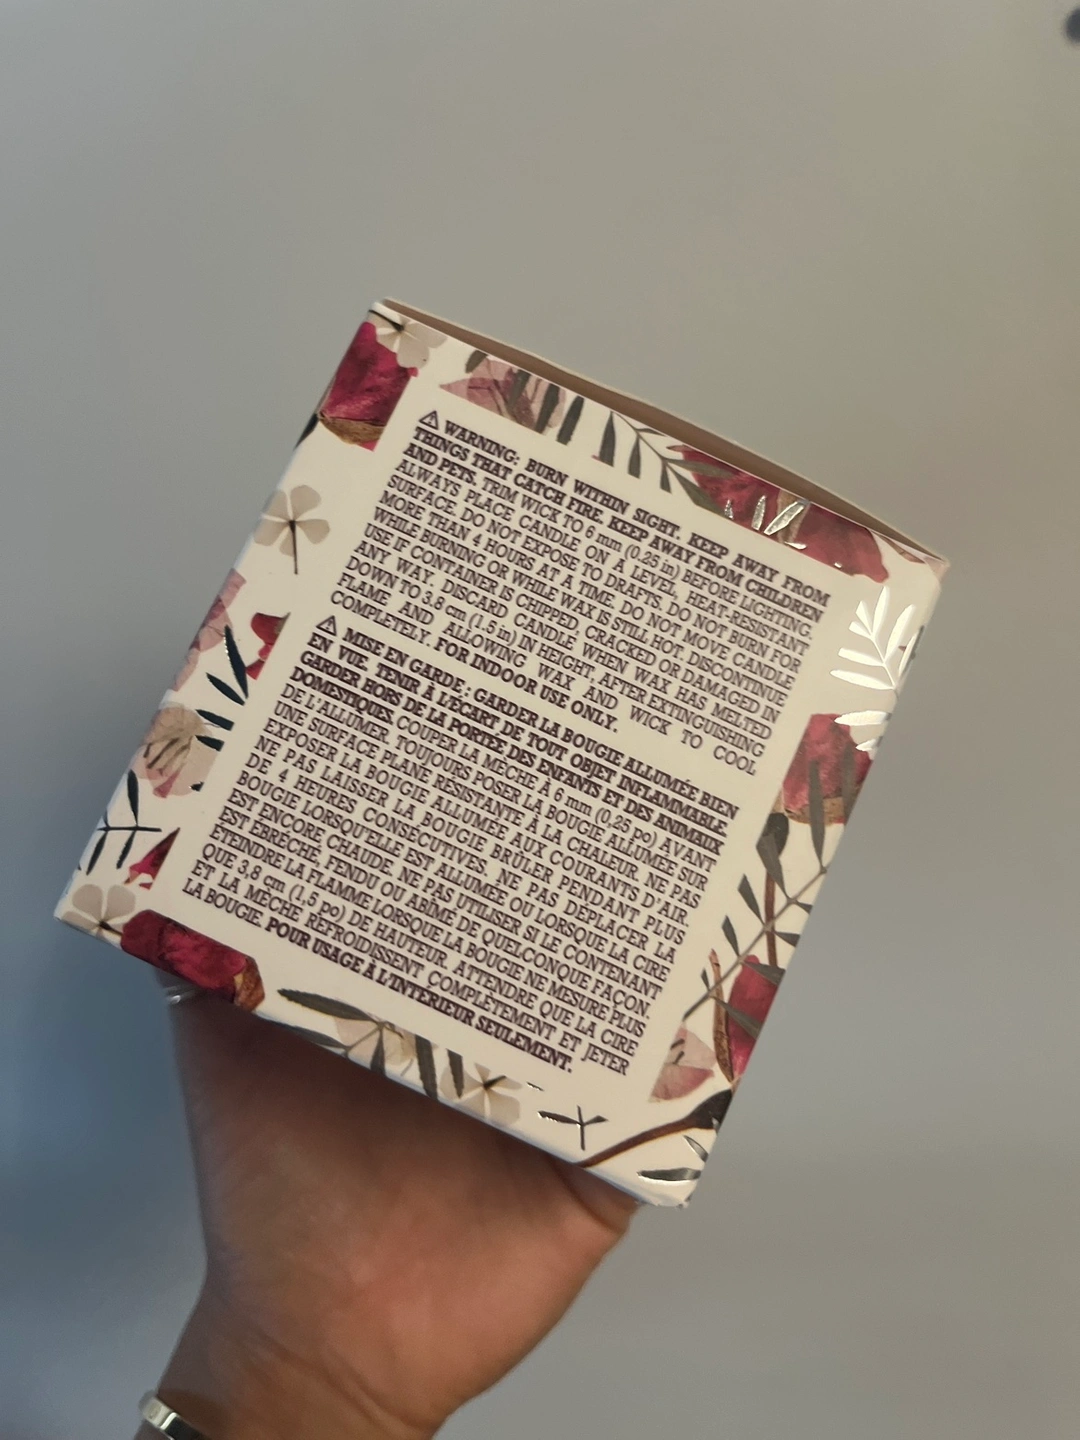 ⚠ WARNING: BURN WITHIN SIGHT. KEEP AWAY FROM
THINGS THAT CATCH FIRE. KEEP AWAY FROM CHILDREN
AND PETS. TRIM WICK TO 6 mm (0.25 in) BEFORE LIGHTING.
ALWAYS PLACE CANDLE ON A LEVEL, HEAT-RESISTANT
SURFACE. DO NOT EXPOSE TO DRAFTS. DO NOT BURN FOR
MORE THAN 4 HOURS AT A TIME. DO NOT MOVE CANDLE
WHILE BURNING OR WHILE WAX IS STILL HOT. DISCONTINUE
USE IF CONTAINER IS CHIPPED, CRACKED OR DAMAGED IN
ANY WAY. DISCARD CANDLE WHEN WAX HAS MELTED
DOWN TO 3.8 cm (1.5 in) IN HEIGHT, AFTER EXTINGUISHING
FLAME AND ALLOWING WAX AND WICK TO COOL
COMPLETELY. FOR INDOOR USE ONLY.
⚠ MISE EN GARDE : GARDER LA BOUGIE ALLUMÉE BIEN
EN VUE. TENIR À L'ÉCART DE TOUT OBJET INFLAMMABLE.
GARDER HORS DE LA PORTÉE DES ENFANTS ET DES ANIMAUX
DOMESTIQUES. COUPER LA MÈCHE À 6 mm (0,25 po) AVANT
DE L'ALLUMER. TOUJOURS POSER LA BOUGIE ALLUMÉE SUR
UNE SURFACE PLANE RÉSISTANTE À LA CHALEUR. NE PAS
EXPOSER LA BOUGIE ALLUMÉE AUX COURANTS D'AIR.
NE PAS LAISSER LA BOUGIE BRÛLER PENDANT PLUS
DE 4 HEURES CONSÉCUTIVES. NE PAS DÉPLACER LA
BOUGIE LORSQU'ELLE EST ALLUMÉE OU LORSQUE LA CIRE
EST ENCORE CHAUDE. NE PAS UTILISER SI LE CONTENANT
EST ÉBRÉCHÉ, FENDU OU ABÎMÉ DE QUELCONQUE FAÇON.
ÉTEINDRE LA FLAMME LORSQUE LA BOUGIE NE MESURE PLUS
QUE 3,8 cm (1,5 po) DE HAUTEUR. ATTENDRE QUE LA CIRE
ET LA MÈCHE REFROIDISSENT COMPLÈTEMENT ET JETER
LA BOUGIE. POUR USAGE À L'INTÉRIEUR SEULEMENT.